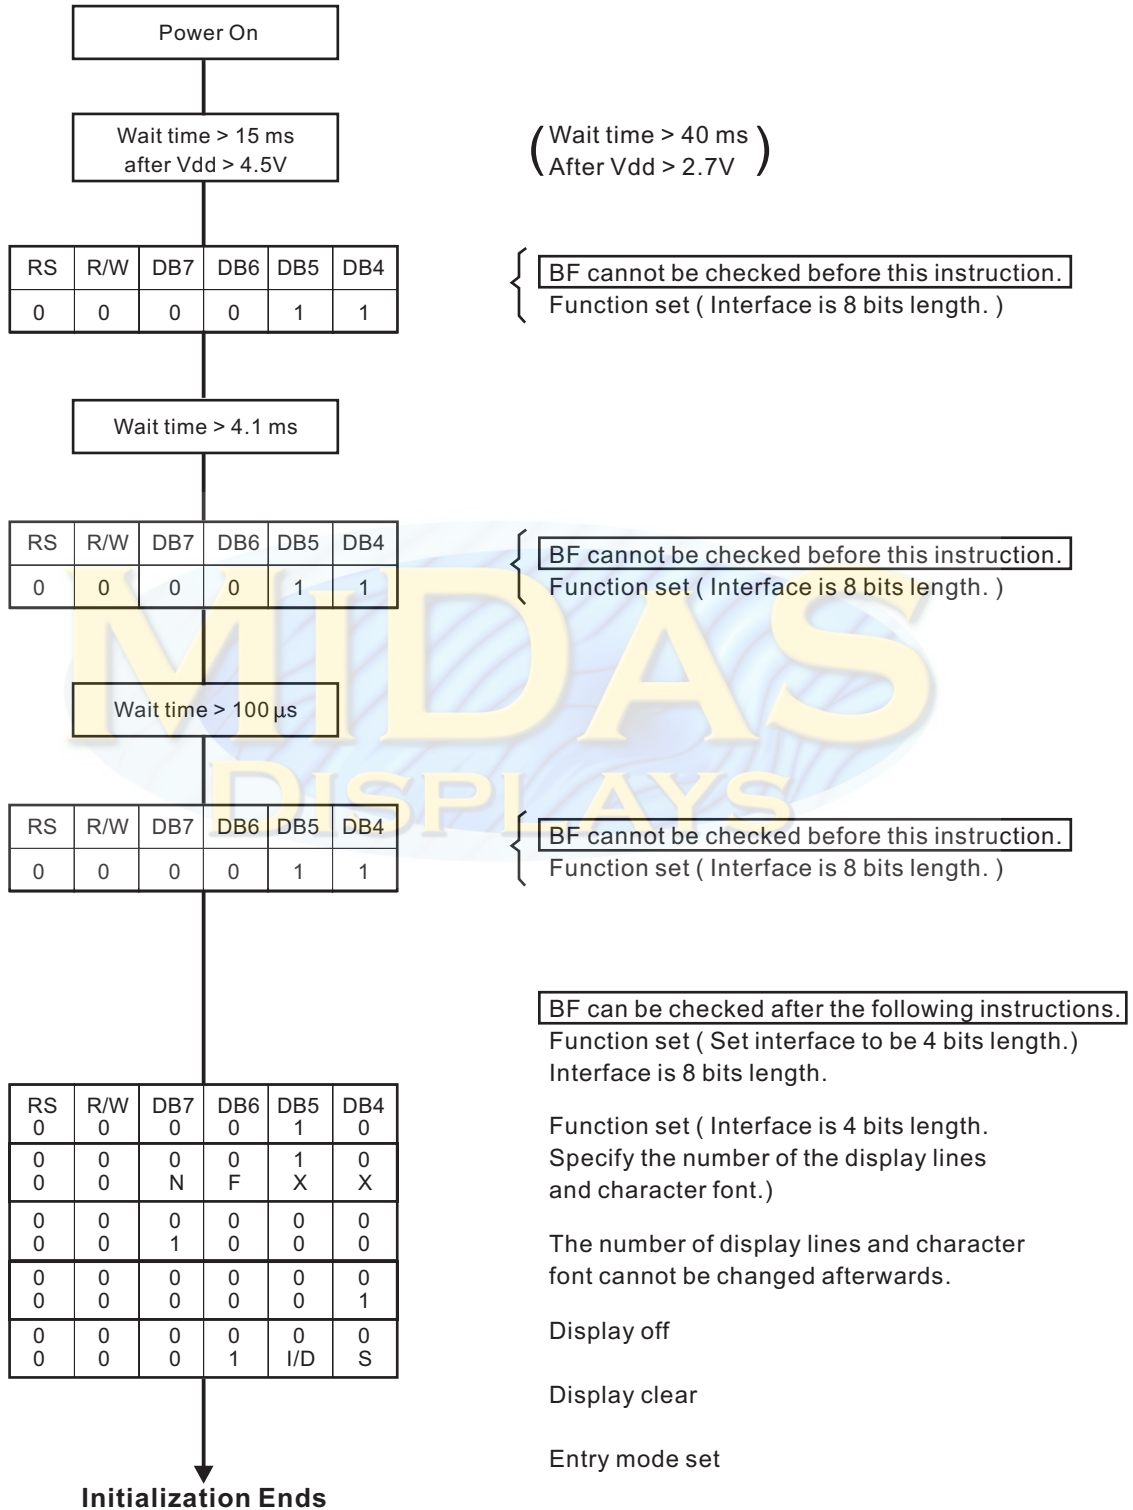 Power On
Wait time > 15 ms
after Vdd > 4.5V
(Wait time > 40 ms
After Vdd > 2.7V)
RS R/W DB7 DB6 DB5 DB4
0 0 0 0 1 1
BF cannot be checked before this instruction.
Function set ( Interface is 8 bits length. )
Wait time > 4.1 ms
RS R/W DB7 DB6 DB5 DB4
0 0 0 0 1 1
BF cannot be checked before this instruction.
Function set ( Interface is 8 bits length. )
MIDAS
DISPLAYS
Wait time > 100 µs
RS R/W DB7 DB6 DB5 DB4
0 0 0 0 1 1
BF cannot be checked before this instruction.
Function set ( Interface is 8 bits length. )
BF can be checked after the following instructions.
Function set ( Set interface to be 4 bits length.)
Interface is 8 bits length.
RS R/W DB7 DB6 DB5 DB4
0 0 0 0 1 0
0 0 0 0 1 0
0 0 N F X X
0 0 0 0 0 0
0 0 1 0 0 0
0 0 0 0 0 0
0 0 0 0 0 1
0 0 0 0 0 0
0 0 0 1 I/D S
Function set ( Interface is 4 bits length.
Specify the number of the display lines
and character font.)
The number of display lines and character
font cannot be changed afterwards.
Display off
Display clear
Entry mode set
Initialization Ends